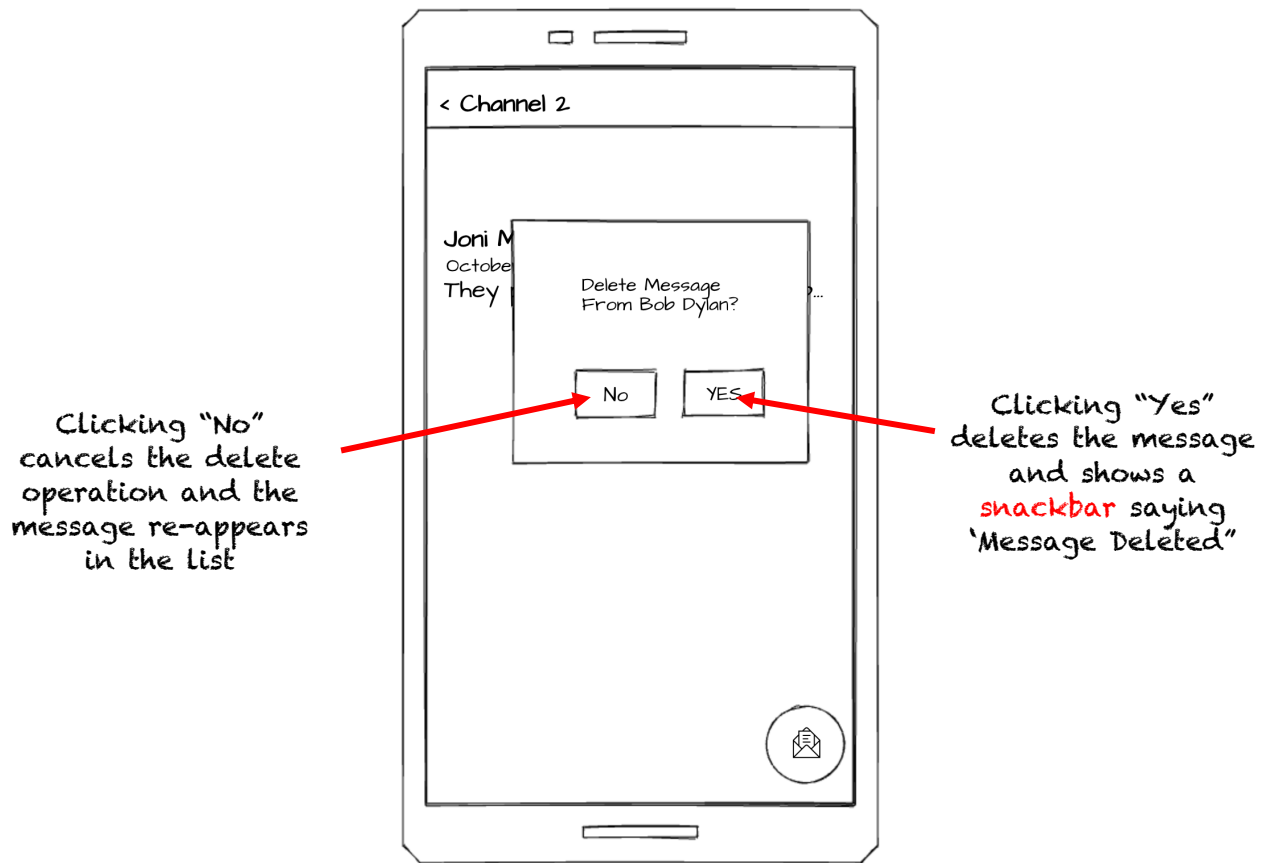 < Channel 2
Joni M
Octobe
They
...
Delete Message
From Bob Dylan?
No
YES
Clicking “No”
cancels the delete
operation and the
message re-appears
in the list
Clicking “Yes”
deletes the message
and shows a
snackbar saying
‘Message Deleted”